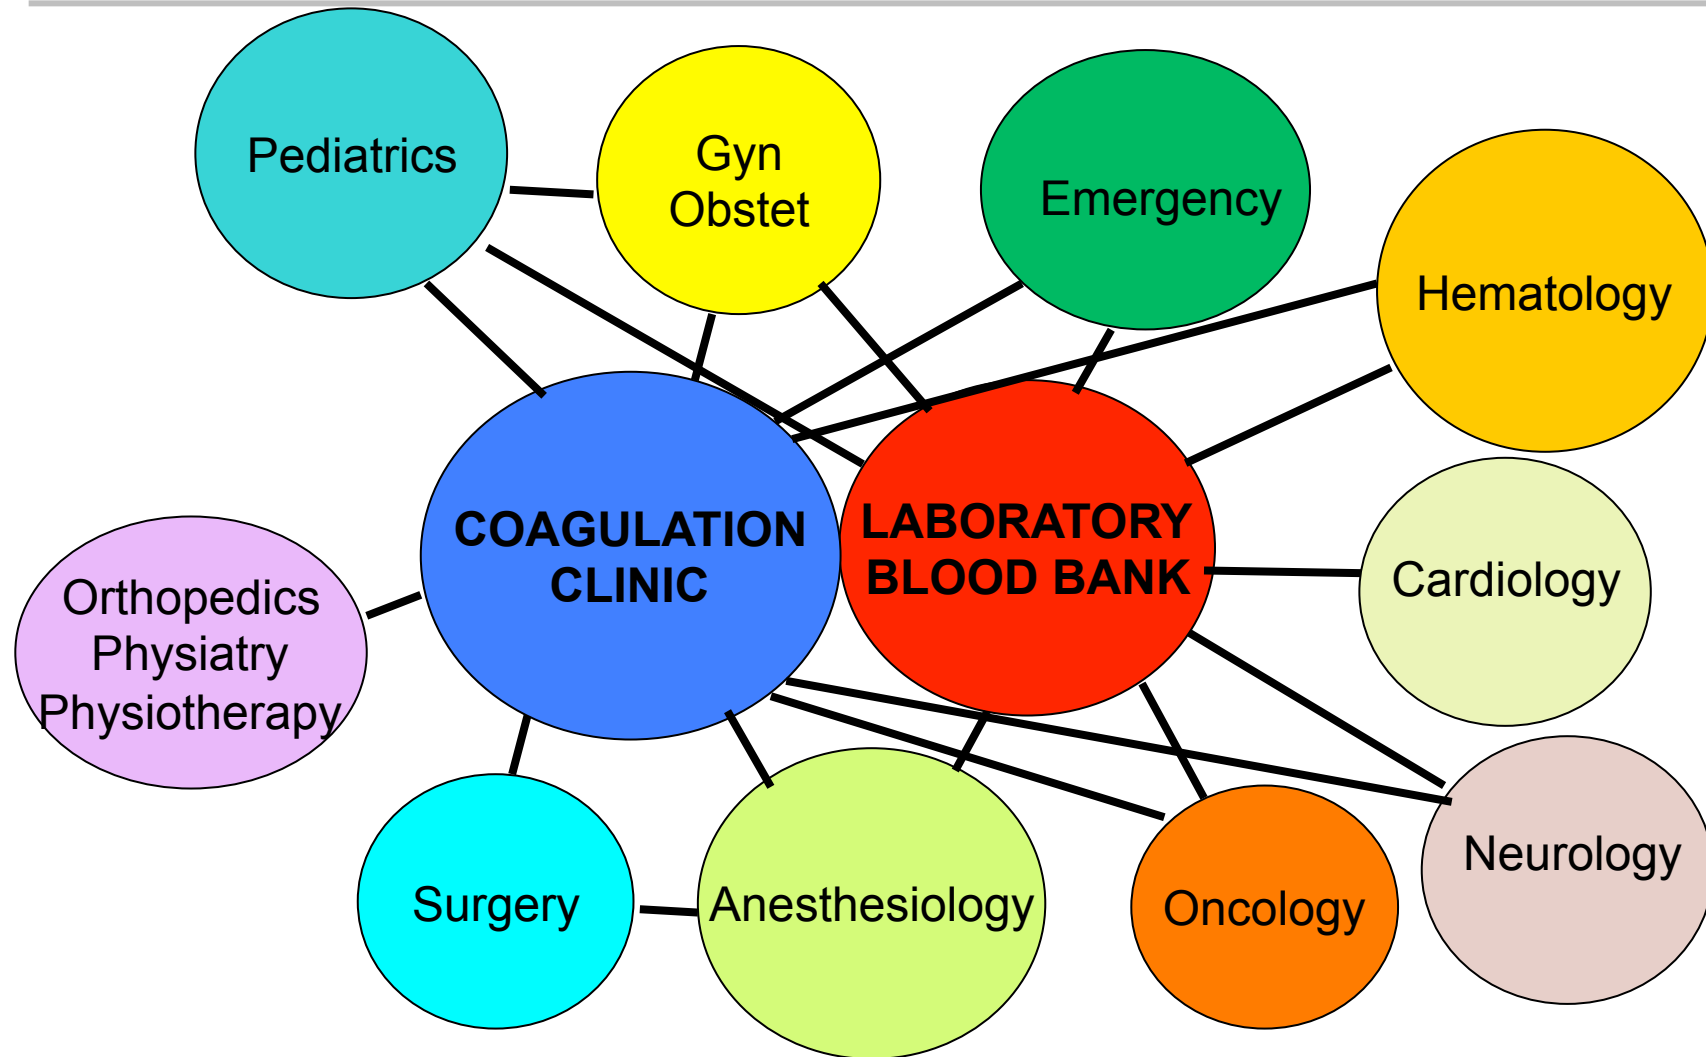 Pediatrics
Gyn
Obstet
Emergency
Hematology
COAGULATION
CLINIC
LABORATORY
BLOOD BANK
Cardiology
Orthopedics
Physiatry
Physiotherapy
Surgery
Anesthesiology
Oncology
Neurology